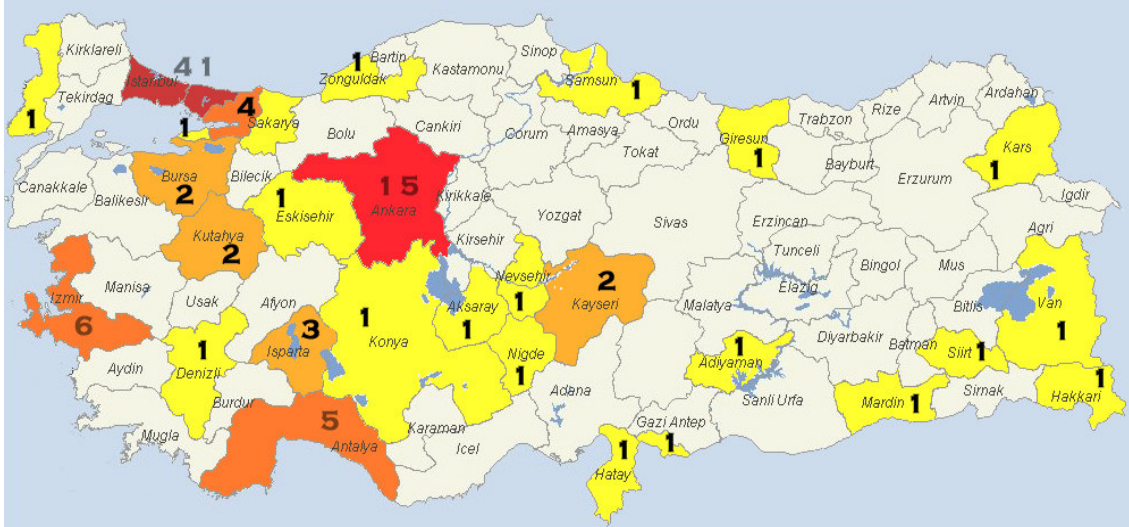 Kirklareli
Tekirdag
1
Istanbul
41
4
Sakarya
1
Zonguldak
1
Bartin
Kastamonu
Sinop
Samsun
1
Bolu
Cankiri
Corum
Amasya
Ordu
Tokat
Giresun
1
Trabzon
Rize
Artvin
Ardahan
Kars
1
Bayburt
Erzurum
Igdir
Agri
Canakkale
Balikesir
Bursa
2
Bilecik
Eskisehir
1
Ankara
15
Kirikkale
Yozgat
Sivas
Erzincan
Tunceli
Bingol
Mus
Kutahya
2
Kirsehir
Nevsehir
1
Kayseri
2
Malatya
Elazig
Bitlis
Van
1
Izmir
6
Manisa
Usak
Afyon
Aksaray
1
Konya
1
Nigde
1
Isparta
3
Denizli
1
Aydin
Burdur
Mugla
Antalya
5
Karaman
Icel
Adana
Adiyaman
1
Diyarbakir
Batman
Siirt
1
Sanli Urfa
Mardin
1
Sirnak
Hakkari
1
Gazi Antep
1
Hatay
1